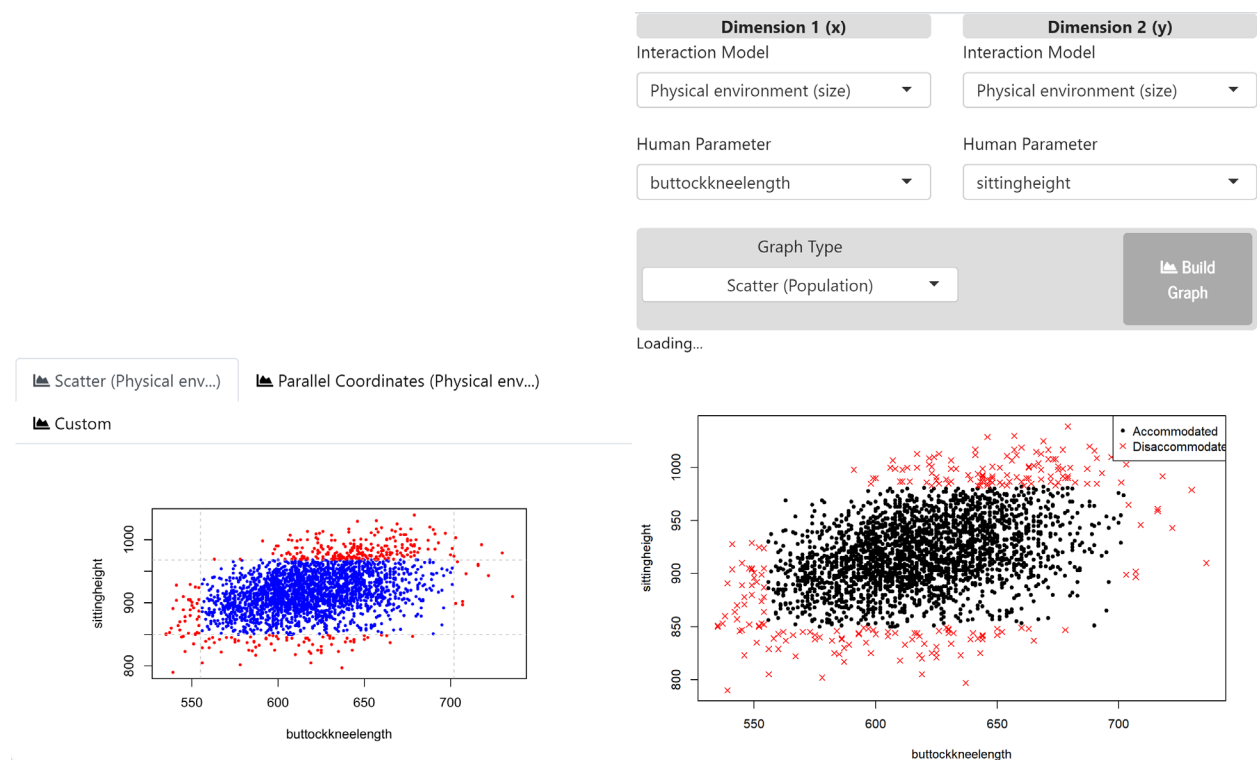 Dimension 1 (x)
Dimension 2 (y)
Interaction Model
Interaction Model
Physical environment (size)
Physical environment (size)
Human Parameter
Human Parameter
buttockkneelength
sittingheight
Graph Type
Scatter (Population)
Build
Graph
Loading...
Scatter (Physical env...)
Parallel Coordinates (Physical env...)
Custom
1000
900
800
sittingheight
550
600
650
700
buttockkneelength
Accommodated
Disaccommodate
1000
950
900
850
800
sittingheight
550
600
650
700
buttockkneelength